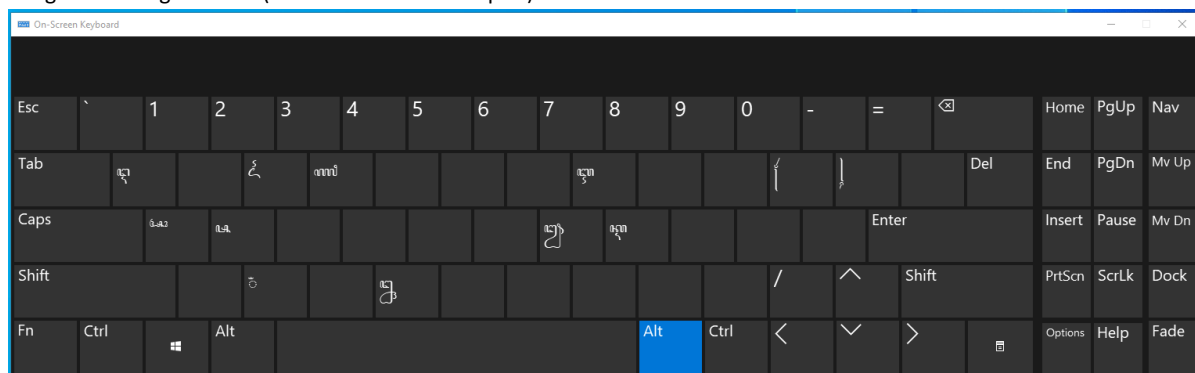 On-Screen Keyboard
Esc ` 1 2 3 4 5 6 7 8 9 0 - = Home PgUp Nav
Tab Del End PgDn Mv Up
Caps Enter Insert Pause Mv Dn
Shift / Shift PrtScn ScrLk Dock
Fn Ctrl Alt Alt Ctrl Options Help Fade